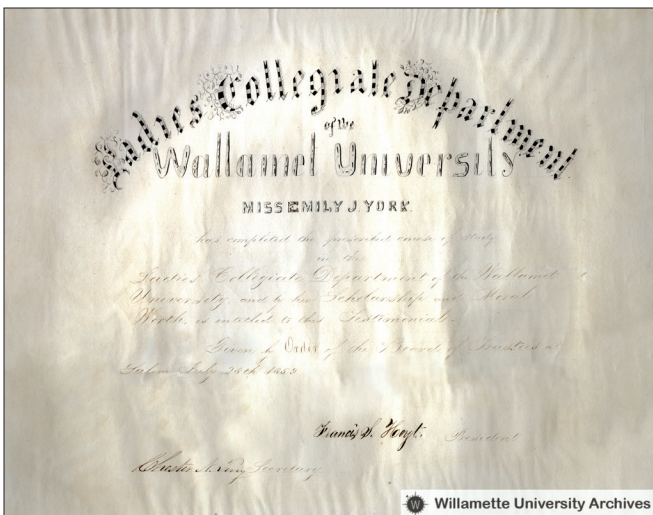 Ladies Collegiate Department
of the
Wallamet University
MISS EMILY J. YORK.
has completed the prescribed course of study
in the
Ladies Collegiate Department of the Wallamet
University, and by her Scholarship and Moral
Worth, is entitled to this Testimonial.
Given by Order of the Board of Trustees at
Salem July 28th
Francis S. Hoyt. President
Chester N. Secretary
W Willamette University Archives